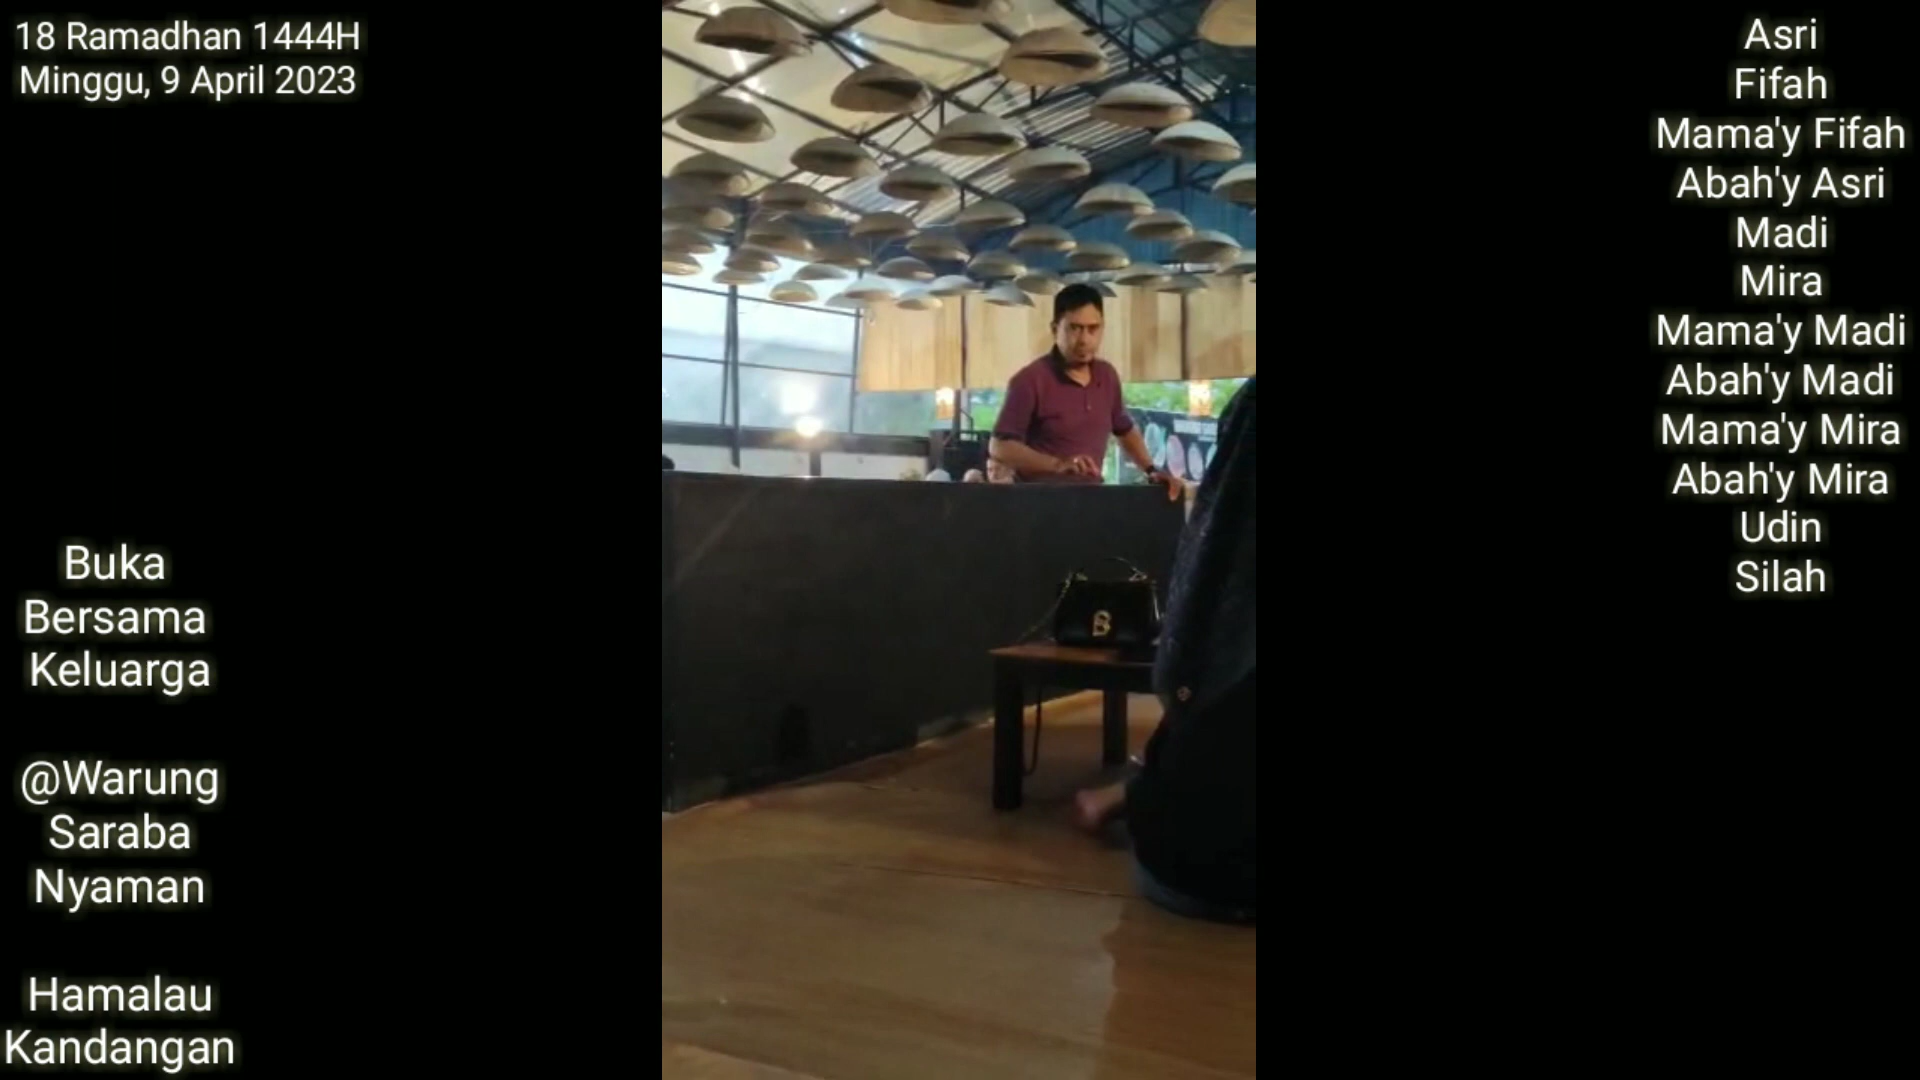 18 Ramadhan 1444H
Minggu, 9 April 2023
Buka
Bersama
Keluarga
@Warung
Saraba
Nyaman
Hamalau
Kandangan
Asri
Fifah
Mama'y Fifah
Abah'y Asri
Madi
Mira
Mama'y Madi
Abah'y Madi
Mama'y Mira
Abah'y Mira
Udin
Silah
B